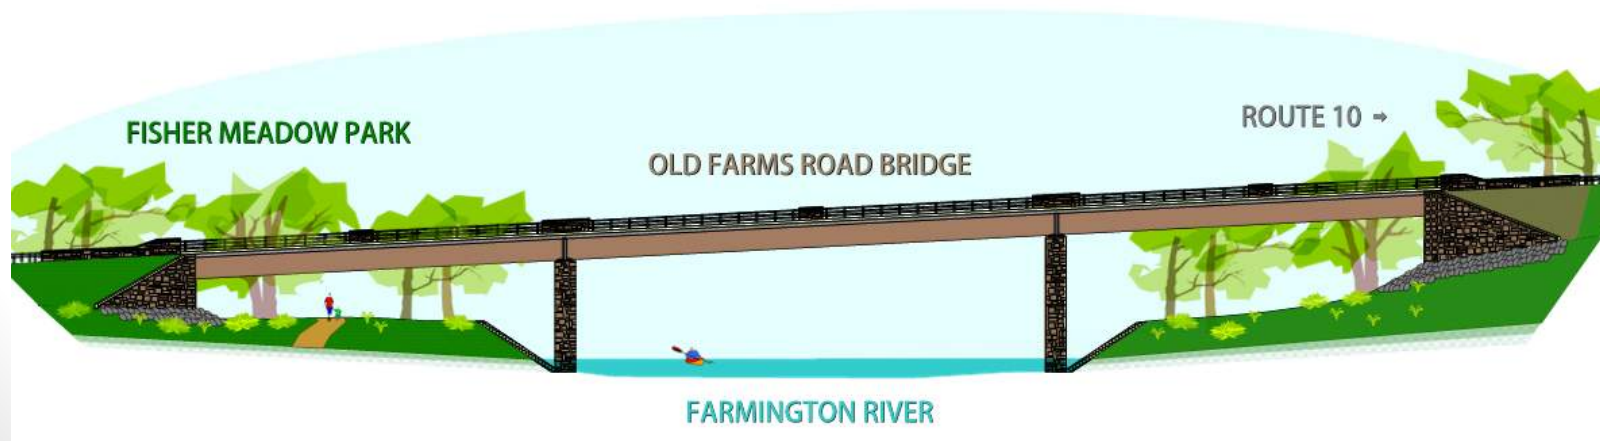 FISHER MEADOW PARK
ROUTE 10 →
OLD FARMS ROAD BRIDGE
FARMINGTON RIVER